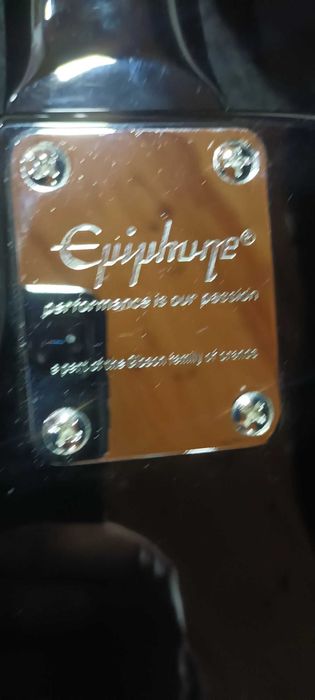 Epiphone®
performance is our passion
a part of the Gibson family of brands